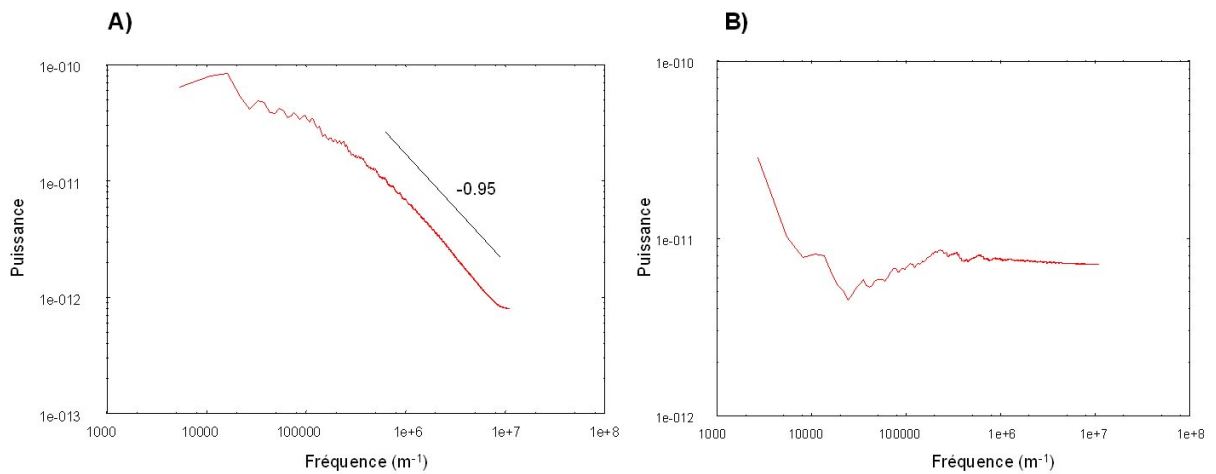 A)
1e-010
1e-011
1e-012
1e-013
Puissance
-0.95
1000
10000
100000
1e+6
1e+7
1e+8
Fréquence (m-1)
B)
1e-010
1e-011
1e-012
Puissance
1000
10000
100000
1e+6
1e+7
1e+8
Fréquence (m-1)